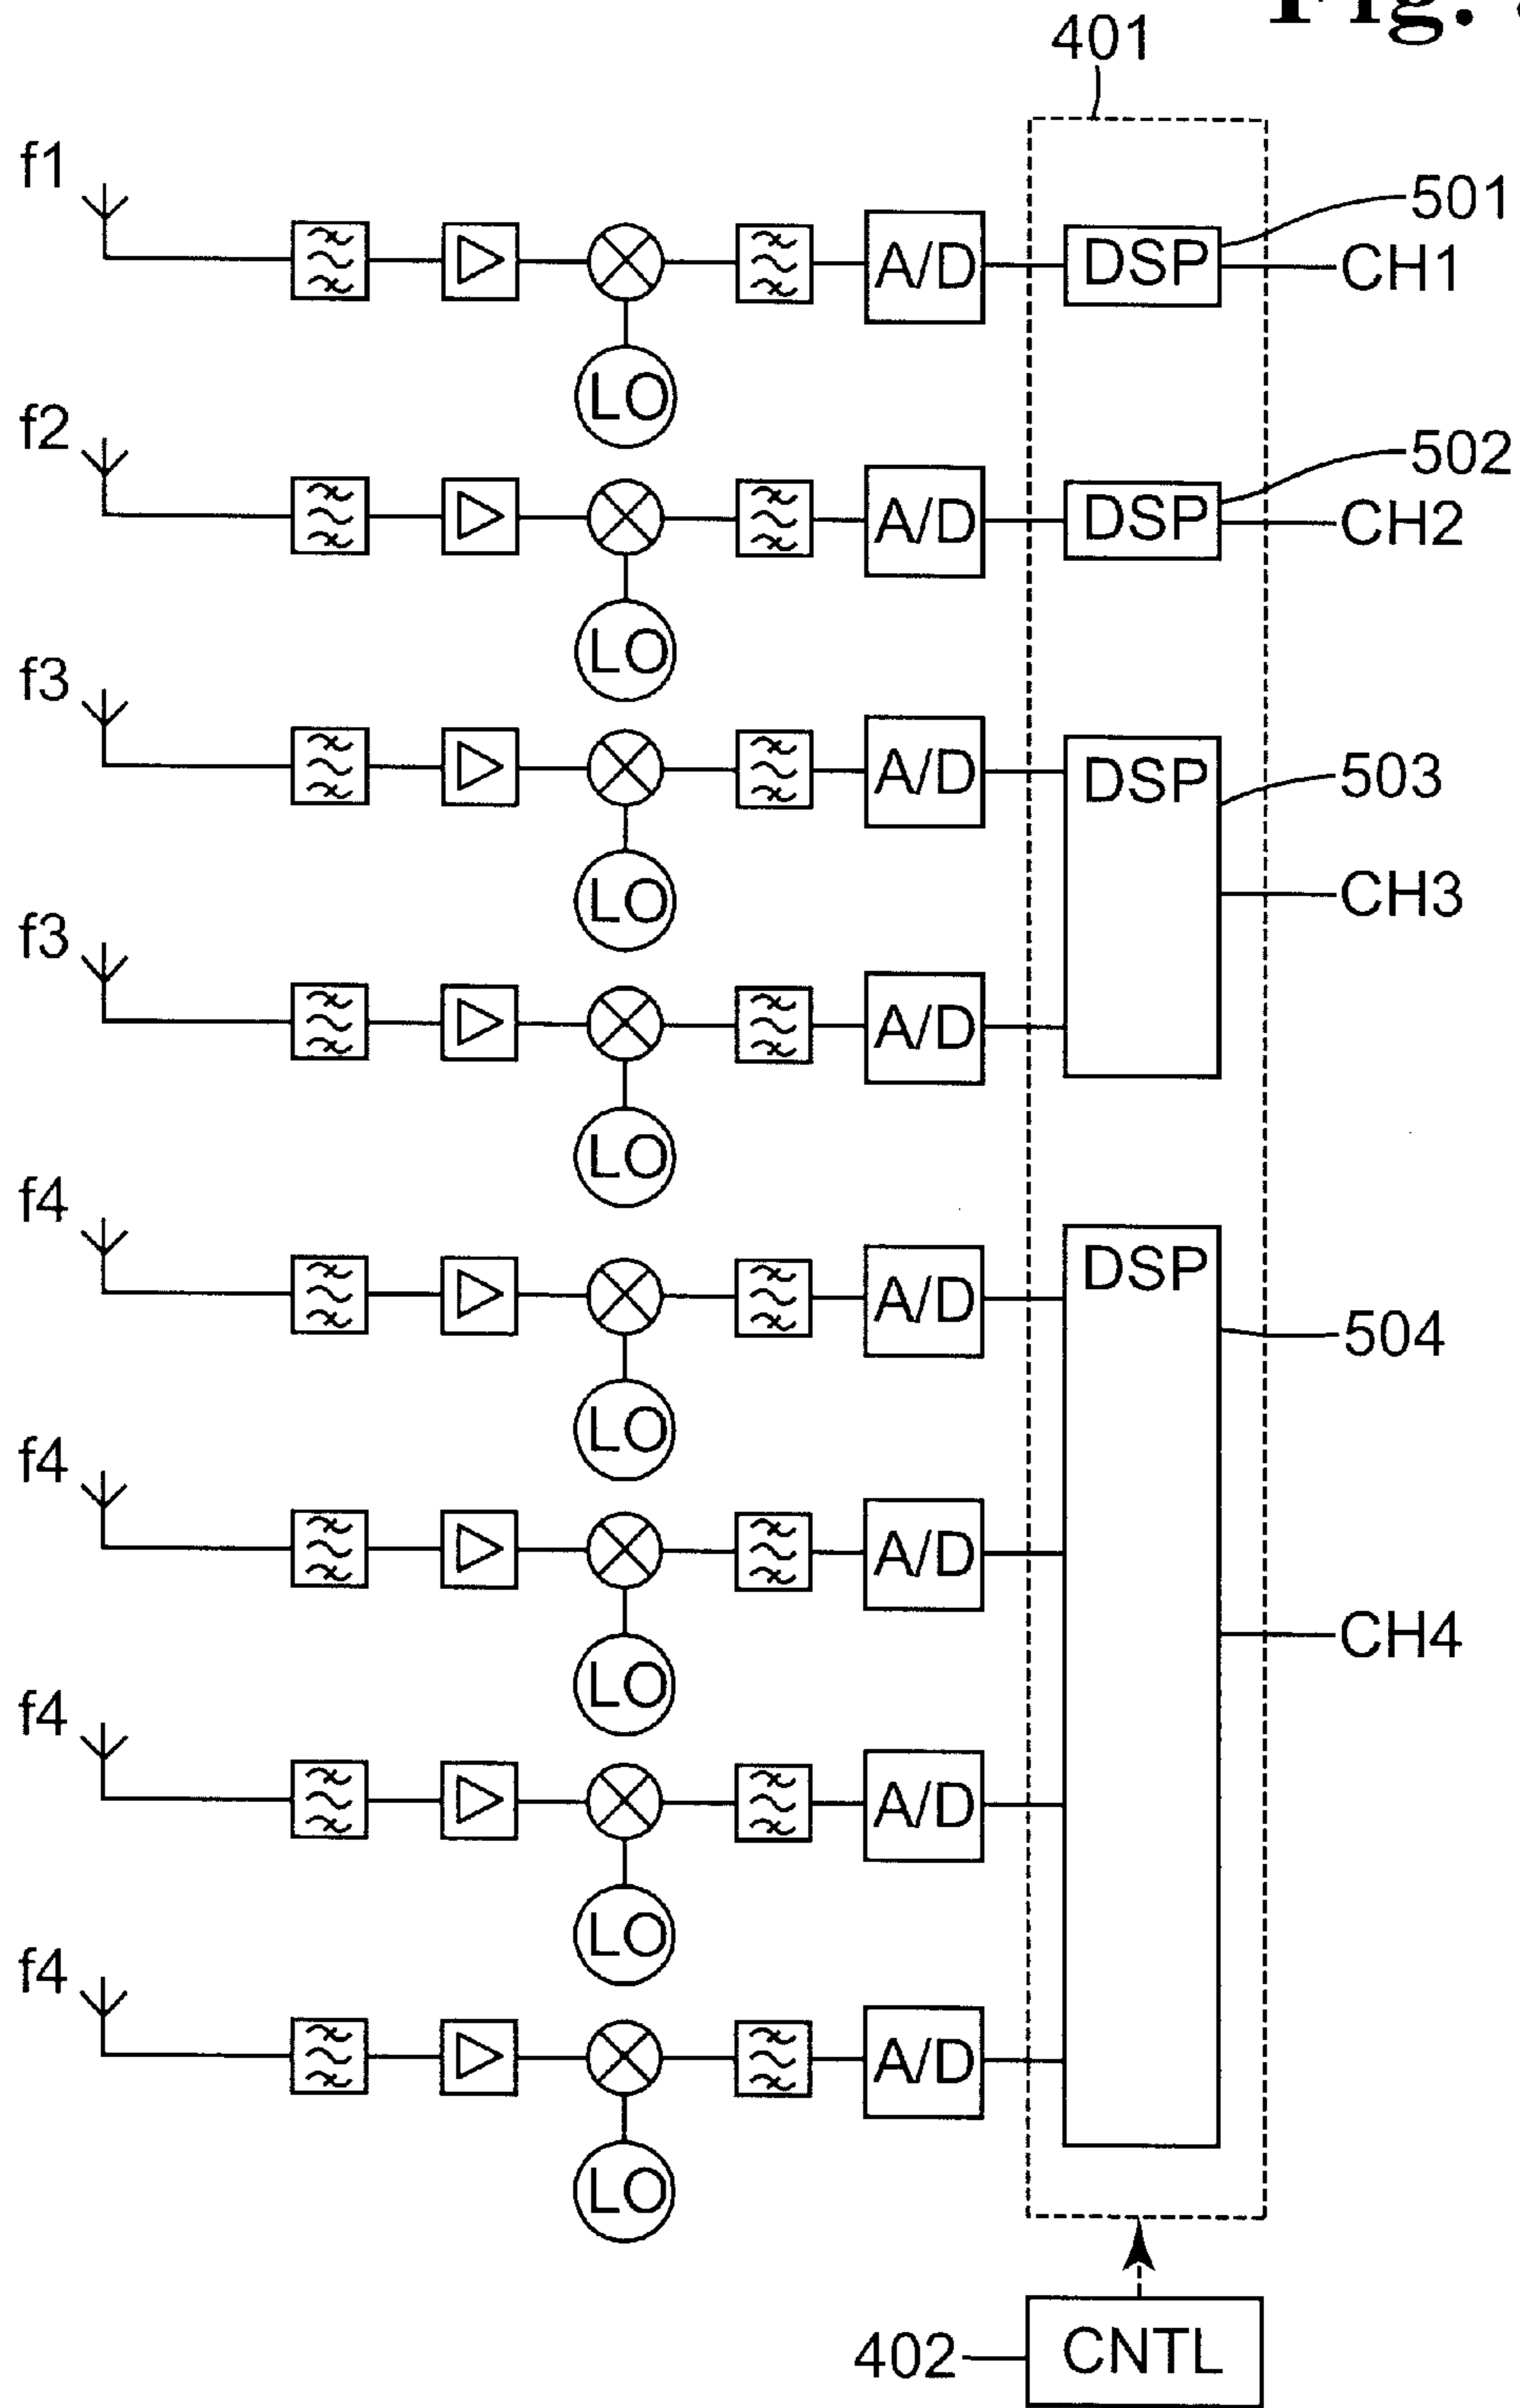 Fig.
401
f1
501
A/D
DSP
CH1
LO
f2
502
A/D
DSP
CH2
LO
f3
A/D
DSP
503
LO
CH3
f3
A/D
LO
f4
A/D
DSP
504
LO
f4
A/D
CH4
LO
f4
A/D
LO
f4
A/D
LO
402
CNTL